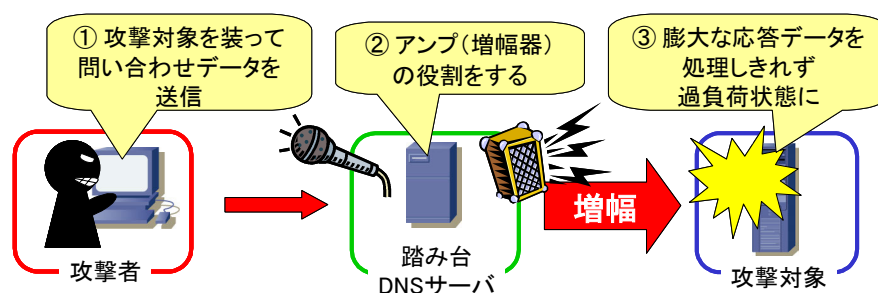 ① 攻撃対象を装って
問い合わせデータを
送信
② アンプ(増幅器)
の役割をする
③ 膨大な応答データを
処理しきれず
過負荷状態に
増幅
攻撃者
踏み台
DNSサーバ
攻撃対象